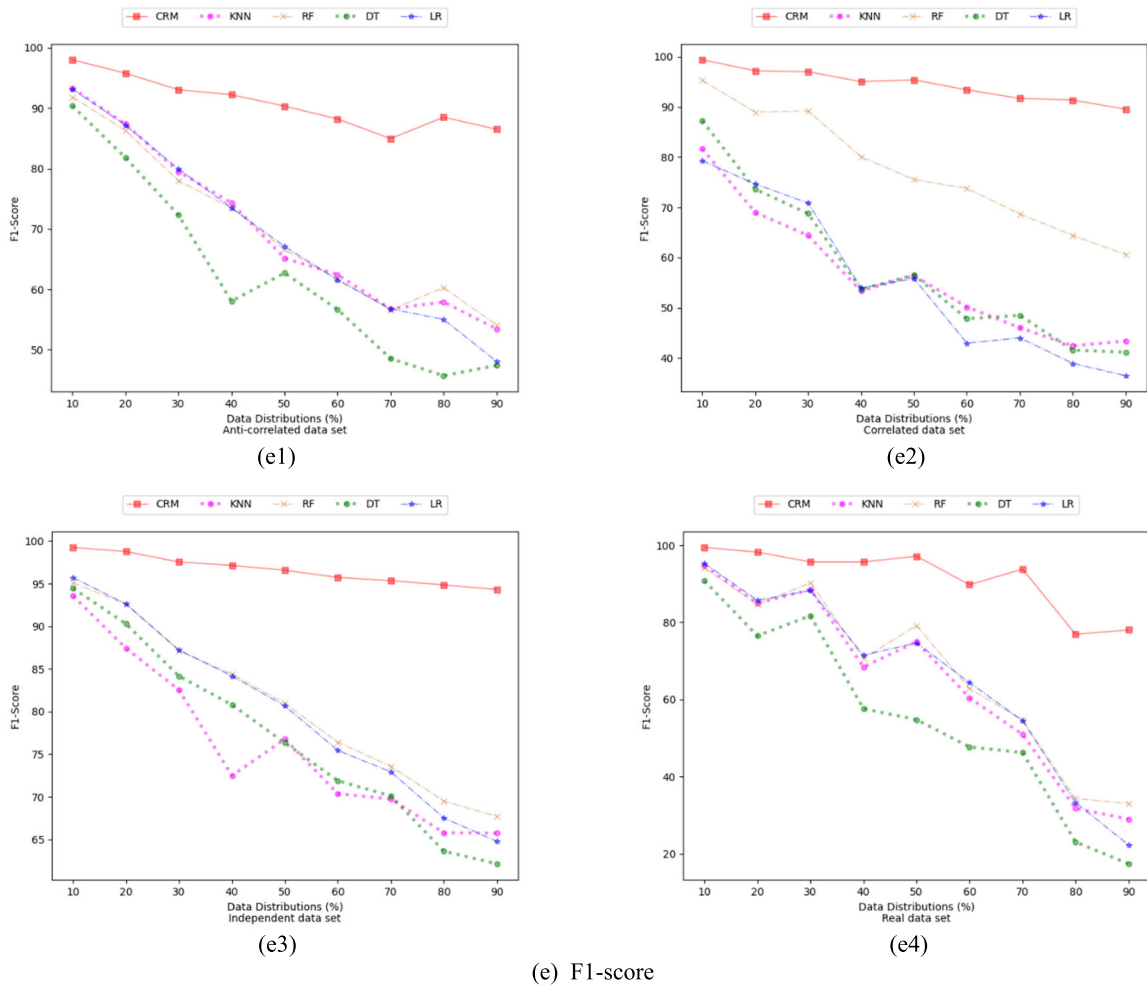 CRM KNN RF DT LR
CRM KNN RF DT LR
100
90
80
70
60
50
F1-Score
10 20 30 40 50 60 70 80 90
Data Distributions (%)
Anti-correlated data set
(e1)
100
90
80
70
60
50
40
F1-Score
10 20 30 40 50 60 70 80 90
Data Distributions (%)
Correlated data set
(e2)
CRM KNN RF DT LR
CRM KNN RF DT LR
100
95
90
85
80
75
70
65
F1-Score
10 20 30 40 50 60 70 80 90
Data Distributions (%)
Independent data set
(e3)
100
80
60
40
20
F1-Score
10 20 30 40 50 60 70 80 90
Data Distributions (%)
Real data set
(e4)
(e) F1-score